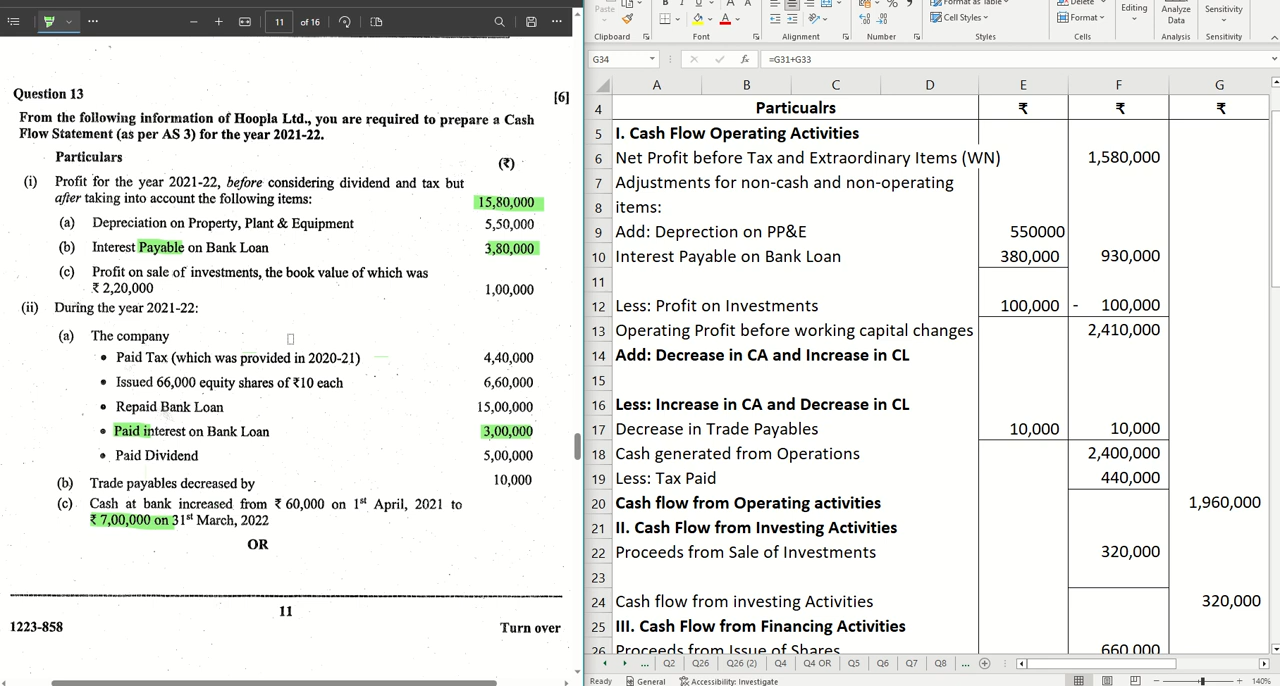 11 of 16
Question 13
[6]
From the following information of Hoopla Ltd., you are required to prepare a Cash
Flow Statement (as per AS 3) for the year 2021-22.
Particulars
(₹)
(i) Profit for the year 2021-22, before considering dividend and tax but
after taking into account the following items: 15,80,000
(a) Depreciation on Property, Plant & Equipment 5,50,000
(b) Interest Payable on Bank Loan 3,80,000
(c) Profit on sale of investments, the book value of which was
₹ 2,20,000 1,00,000
(ii) During the year 2021-22:
(a) The company
• Paid Tax (which was provided in 2020-21) 4,40,000
• Issued 66,000 equity shares of ₹10 each 6,60,000
• Repaid Bank Loan 15,00,000
• Paid interest on Bank Loan 3,00,000
• Paid Dividend 5,00,000
(b) Trade payables decreased by 10,000
(c) Cash at bank increased from ₹ 60,000 on 1st April, 2021 to
₹ 7,00,000 on 31st March, 2022
OR
11
1223-858 Turn over
Paste
Format as Table
Delete
Cell Styles
Format
Editing
Analyze
Data
Sensitivity
Clipboard Font Alignment Number Styles Cells Analysis Sensitivity
G34 fx =G31+G33
A B C D E F G
4 Particualrs ₹ ₹ ₹
5 I. Cash Flow Operating Activities
6 Net Profit before Tax and Extraordinary Items (WN) 1,580,000
7 Adjustments for non-cash and non-operating
8 items:
9 Add: Deprection on PP&E 550000
10 Interest Payable on Bank Loan 380,000 930,000
11
12 Less: Profit on Investments 100,000 - 100,000
13 Operating Profit before working capital changes 2,410,000
14 Add: Decrease in CA and Increase in CL
15
16 Less: Increase in CA and Decrease in CL
17 Decrease in Trade Payables 10,000 10,000
18 Cash generated from Operations 2,400,000
19 Less: Tax Paid 440,000
20 Cash flow from Operating activities 1,960,000
21 II. Cash Flow from Investing Activities
22 Proceeds from Sale of Investments 320,000
23
24 Cash flow from investing Activities 320,000
25 III. Cash Flow from Financing Activities
26 Proceeds from Issue of Shares 660,000
... Q2 Q26 Q26 (2) Q4 Q4 OR Q5 Q6 Q7 Q8 ...
Ready General Accessibility: Investigate 140%